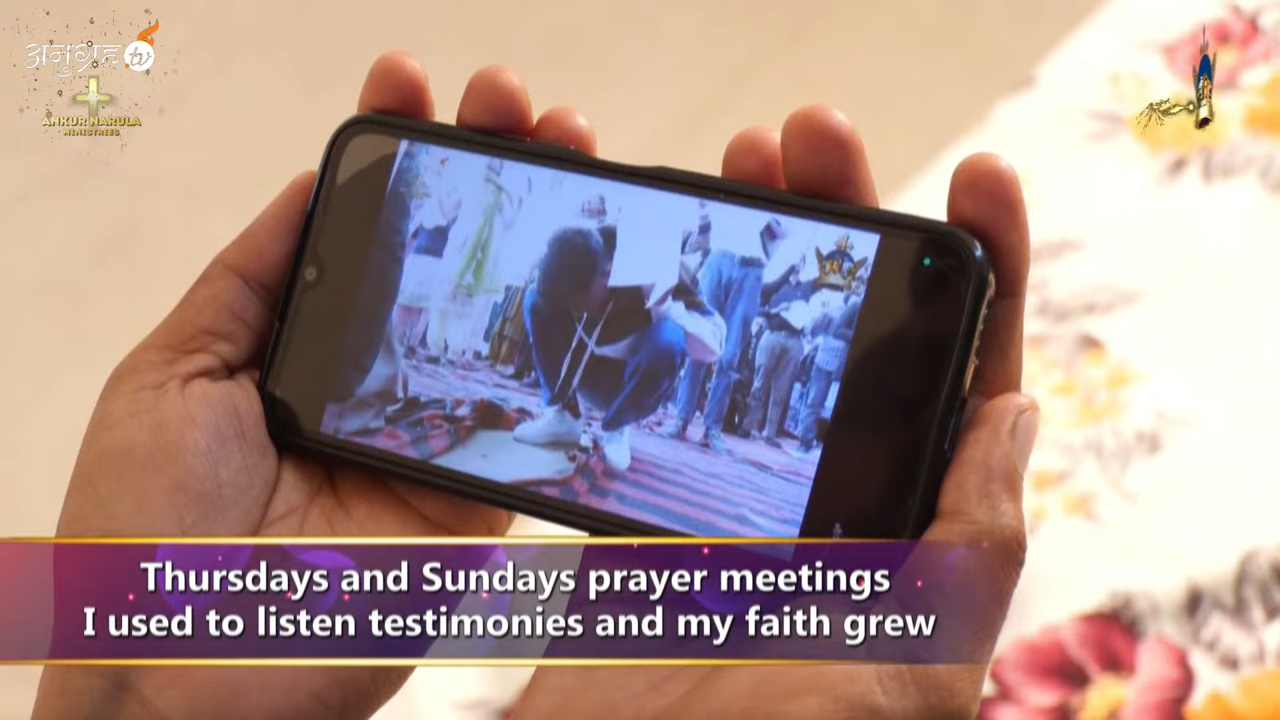 अनुग्रह tv
ANKUR NARULA
MINISTRIES
Thursdays and Sundays prayer meetings
I used to listen testimonies and my faith grew